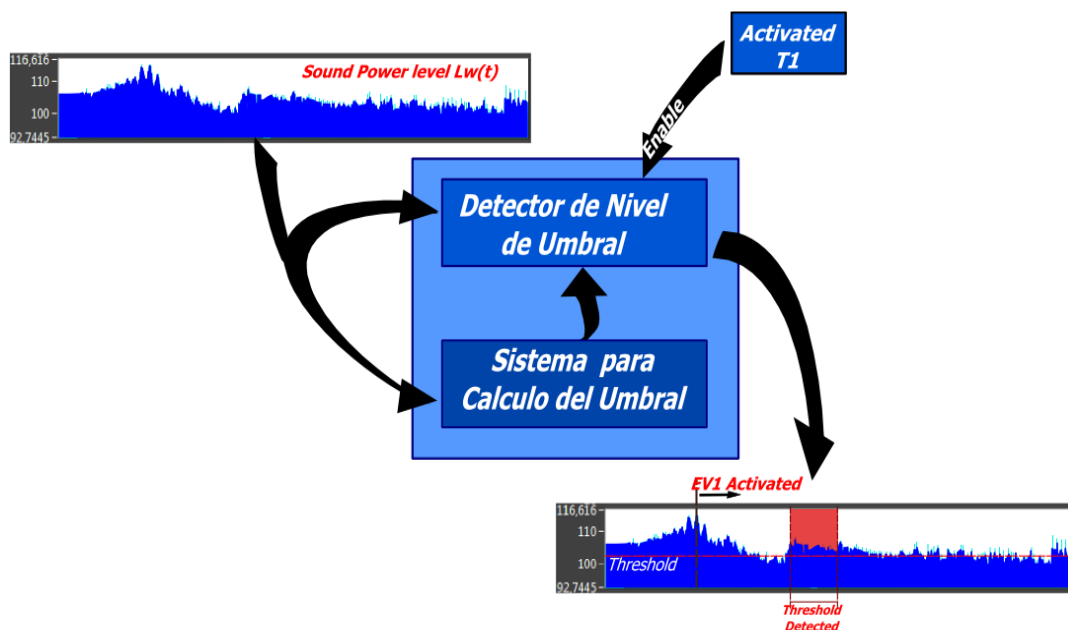 Activated
T1
116,616
Sound Power level Lw(t)
110
100
92,7445
Enable
Detector de Nivel
de Umbral
Sistema para
Calculo del Umbral
EV1 Activated
116,616
110
Threshold
100
92,7445
Threshold
Detected